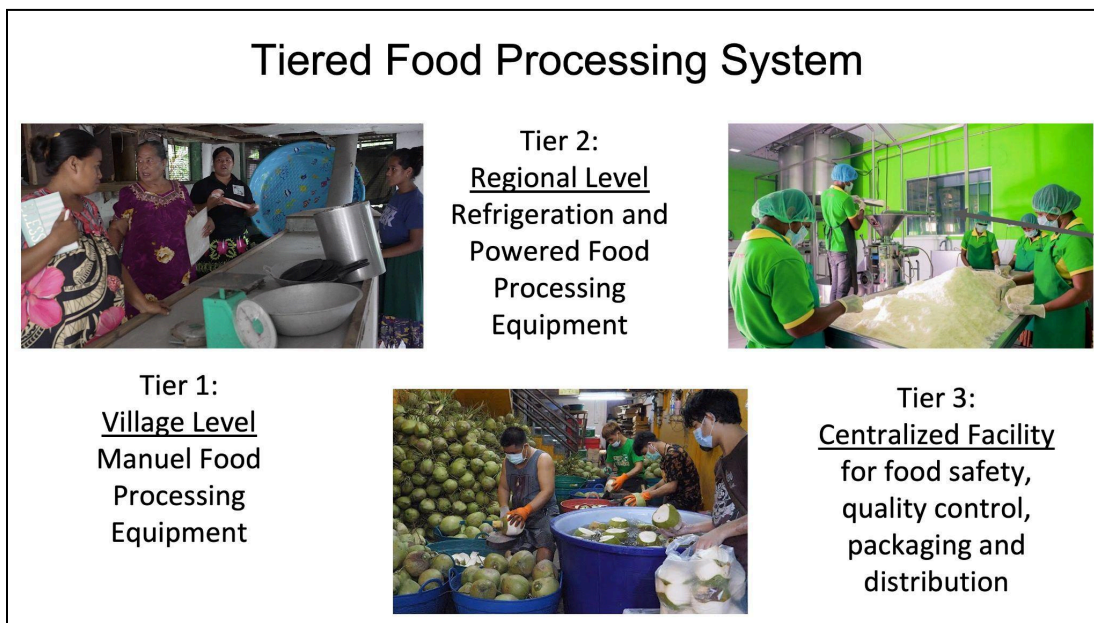 Tiered Food Processing System
Tier 1:
Village Level
Manuel Food
Processing
Equipment
Tier 2:
Regional Level
Refrigeration and
Powered Food
Processing
Equipment
Tier 3:
Centralized Facility
for food safety,
quality control,
packaging and
distribution